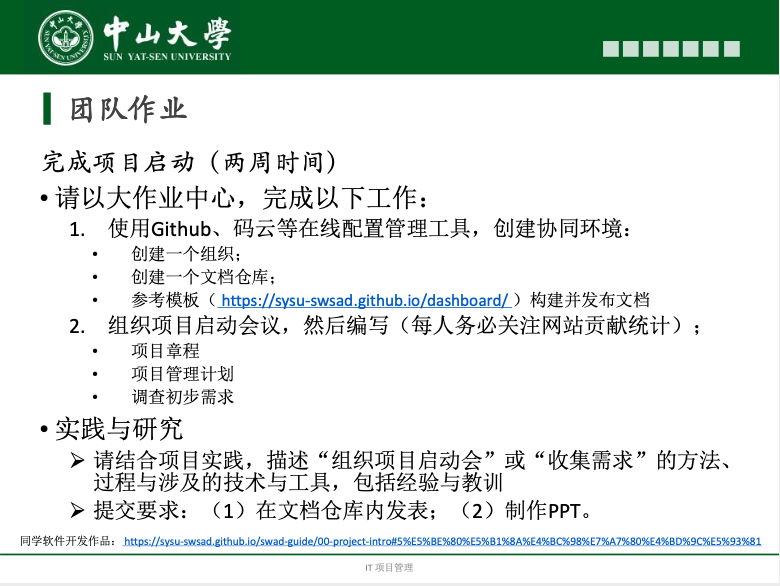 中山大學
SUN YAT-SEN UNIVERSITY
团队作业
完成项目启动（两周时间）
• 请以大作业中心，完成以下工作：
1. 使用Github、码云等在线配置管理工具，创建协同环境：
• 创建一个组织；
• 创建一个文档仓库；
• 参考模板（ https://sysu-swsad.github.io/dashboard/ ）构建并发布文档
2. 组织项目启动会议，然后编写（每人务必关注网站贡献统计）；
• 项目章程
• 项目管理计划
• 调查初步需求
• 实践与研究
➢ 请结合项目实践，描述“组织项目启动会”或“收集需求”的方法、
过程与涉及的技术与工具，包括经验与教训
➢ 提交要求：（1）在文档仓库内发表；（2）制作PPT。
同学软件开发作品： https://sysu-swsad.github.io/swad-guide/00-project-intro#5%E5%BE%80%E5%B1%8A%E4%BC%98%E7%A7%80%E4%BD%9C%E5%93%81
IT 项目管理